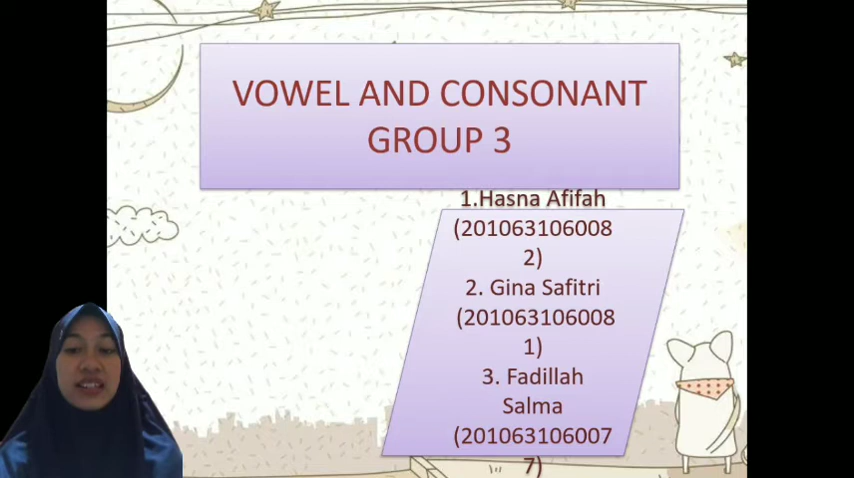 VOWEL AND CONSONANT
GROUP 3
1.Hasna Afifah
(201063106008
2)
2. Gina Safitri
(201063106008
1)
3. Fadillah
Salma
(201063106007
7)